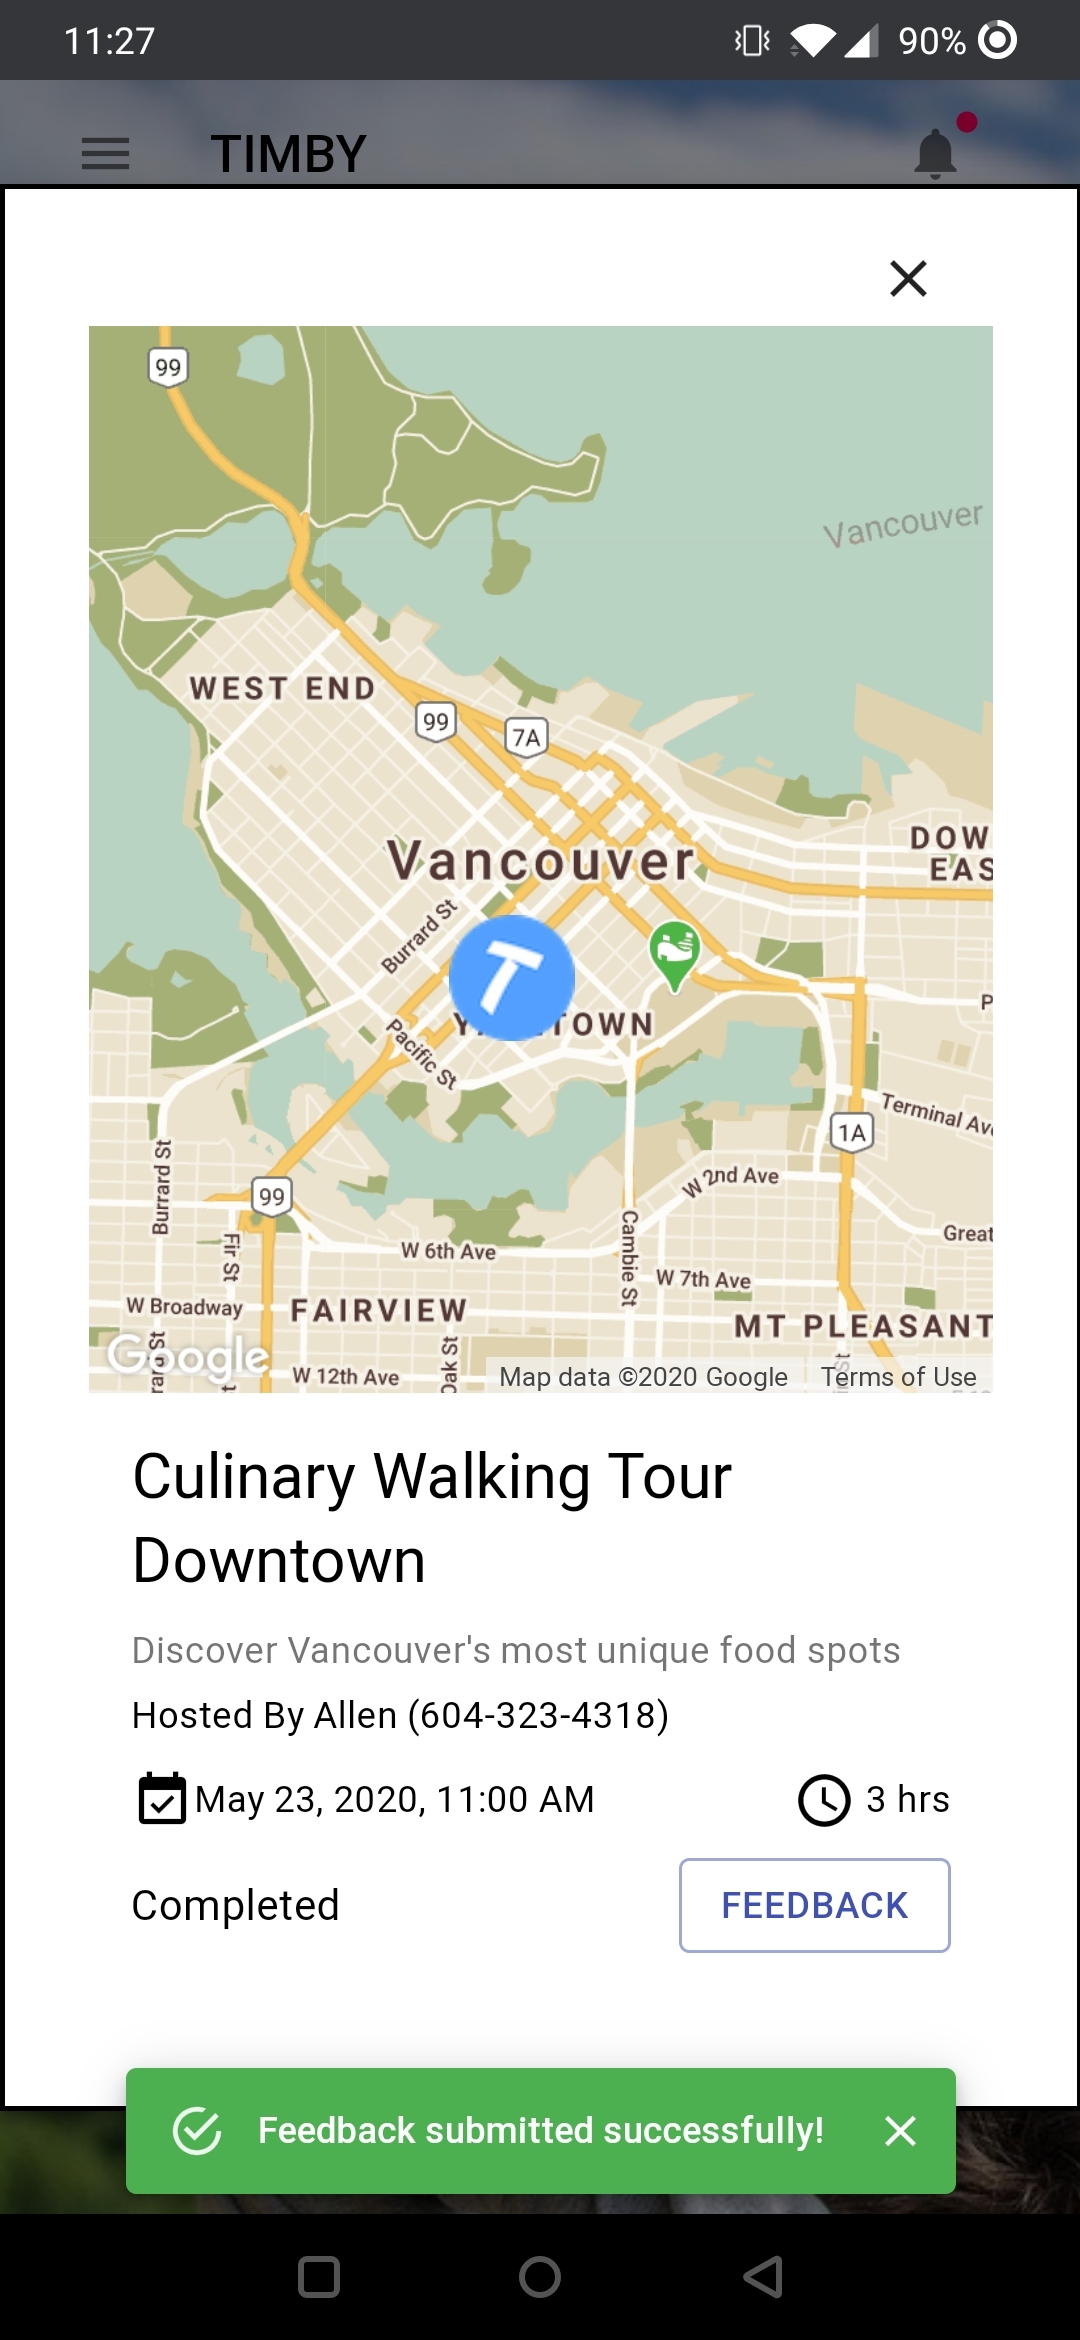 11:27
90%
TIMBY
99
Vancouver
WEST END
99
7A
Vancouver
DOW
EAS
Burrard St
T
TOWN
Pacific St
P
Terminal Av
1A
Burrard St
99
W 2nd Ave
Great
Fir St
W 6th Ave
Cambie St
W 7th Ave
W Broadway
FAIRVIEW
MT PLEASANT
Google
W 12th Ave
Oak St
Map data ©2020 Google
Terms of Use
Culinary Walking Tour
Downtown
Discover Vancouver's most unique food spots
Hosted By Allen (604-323-4318)
May 23, 2020, 11:00 AM
3 hrs
Completed
FEEDBACK
Feedback submitted successfully!